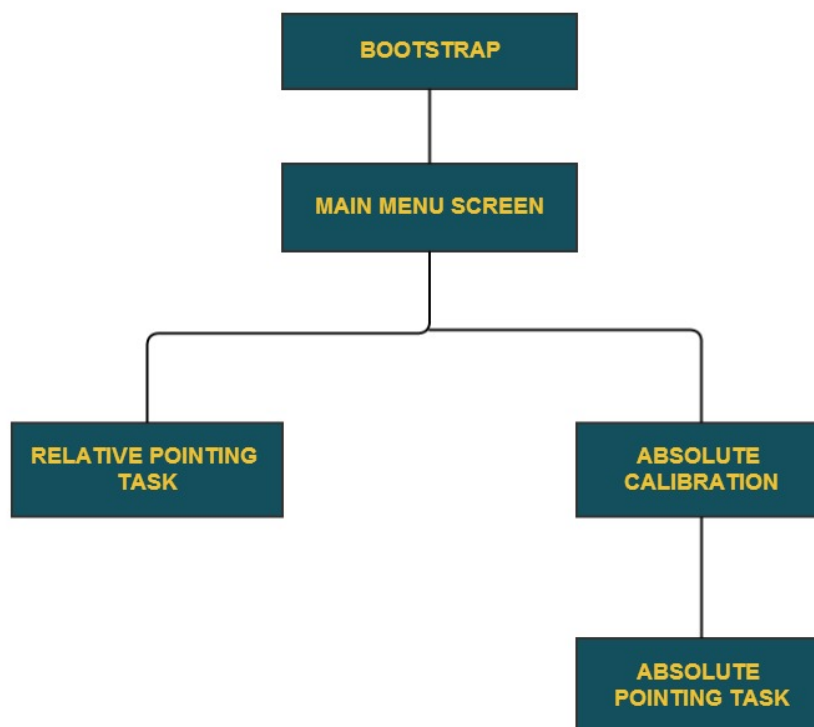 BOOTSTRAP
MAIN MENU SCREEN
RELATIVE POINTING
TASK
ABSOLUTE
CALIBRATION
ABSOLUTE
POINTING TASK